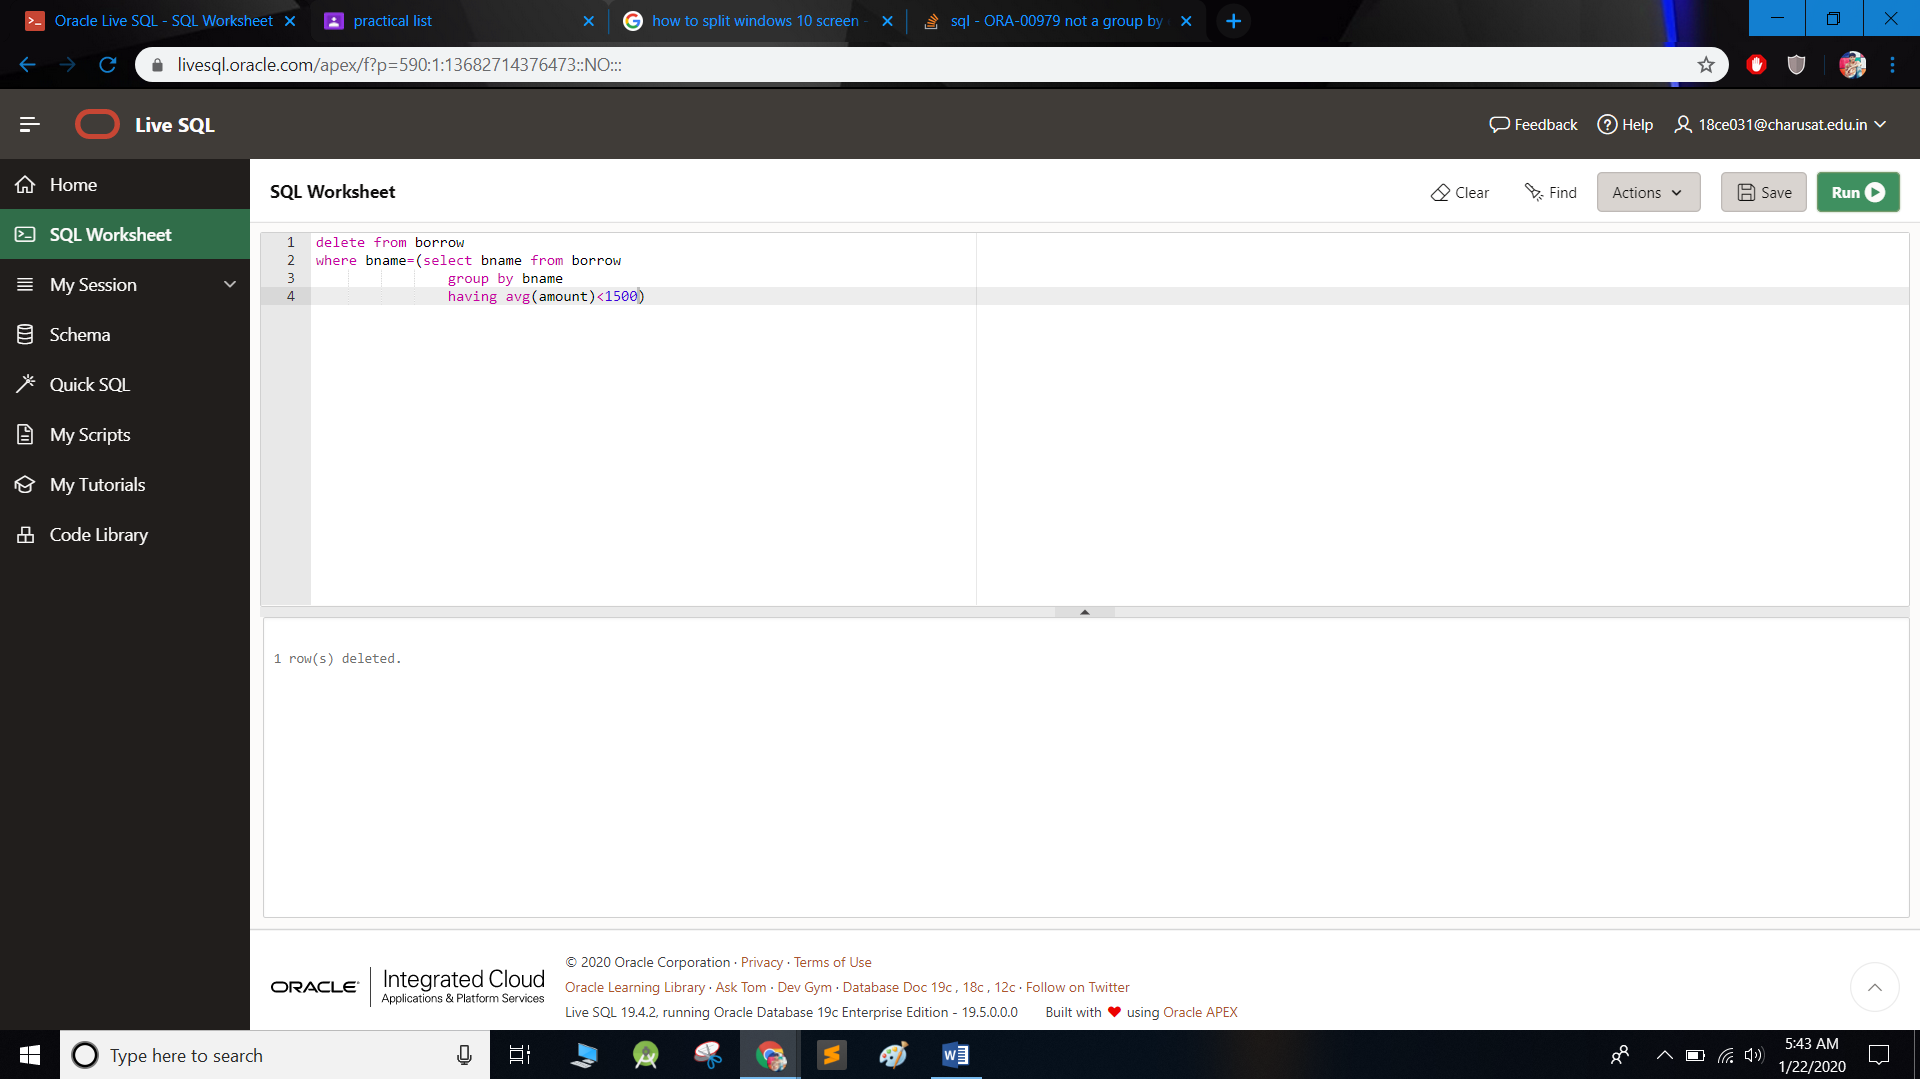 Oracle Live SQL - SQL Worksheet
practical list
how to split windows 10 screen -
sql - ORA-00979 not a group by
livesql.oracle.com/apex/f?p=590:1:13682714376473::NO:::
Live SQL
Feedback
Help
18ce031@charusat.edu.in
Home
SQL Worksheet
My Session
Schema
Quick SQL
My Scripts
My Tutorials
Code Library
SQL Worksheet
Clear
Find
Actions
Save
Run
1 delete from borrow
2 where bname=(select bname from borrow
3 group by bname
4 having avg(amount)<1500)
1 row(s) deleted.
ORACLE
Integrated Cloud
Applications & Platform Services
© 2020 Oracle Corporation · Privacy · Terms of Use
Oracle Learning Library · Ask Tom · Dev Gym · Database Doc 19c , 18c , 12c · Follow on Twitter
Live SQL 19.4.2, running Oracle Database 19c Enterprise Edition - 19.5.0.0.0 Built with ❤ using Oracle APEX
Type here to search
5:43 AM
1/22/2020